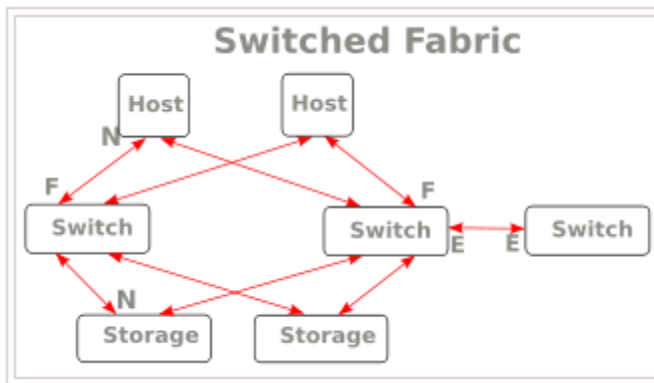 Switched Fabric
Host
Host
N
F
F
Switch
Switch
Switch
E
E
N
Storage
Storage